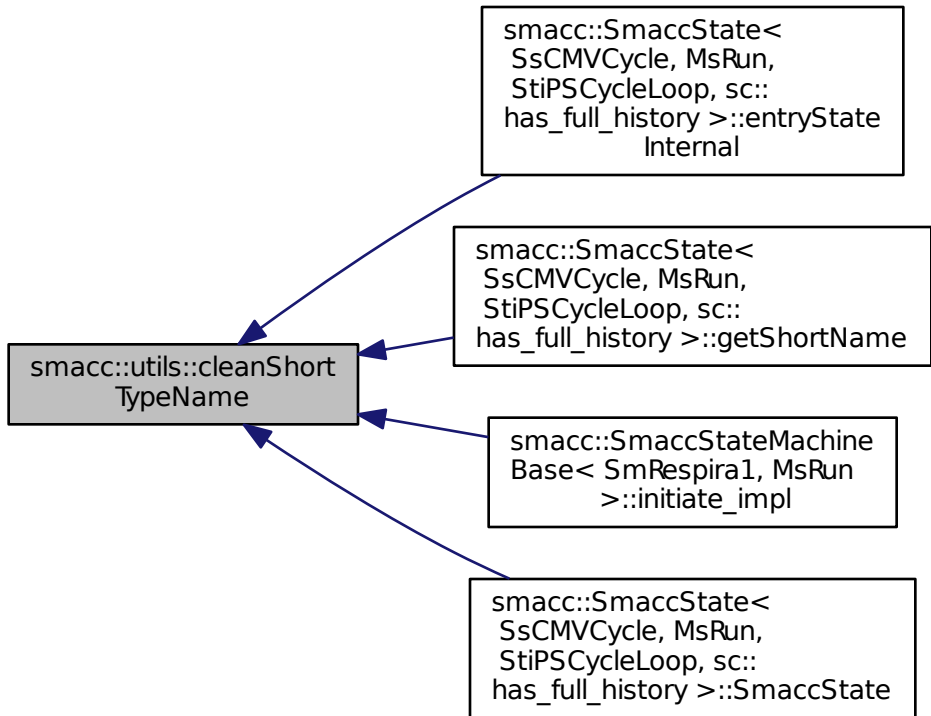 smacc::SmaccState<
SsCMVCycle, MsRun,
StiPSCycleLoop, sc::
has_full_history >::entryState
Internal
smacc::SmaccState<
SsCMVCycle, MsRun,
StiPSCycleLoop, sc::
has_full_history >::getShortName
smacc::utils::cleanShort
TypeName
smacc::SmaccStateMachine
Base< SmRespira1, MsRun
>::initiate_impl
smacc::SmaccState<
SsCMVCycle, MsRun,
StiPSCycleLoop, sc::
has_full_history >::SmaccState